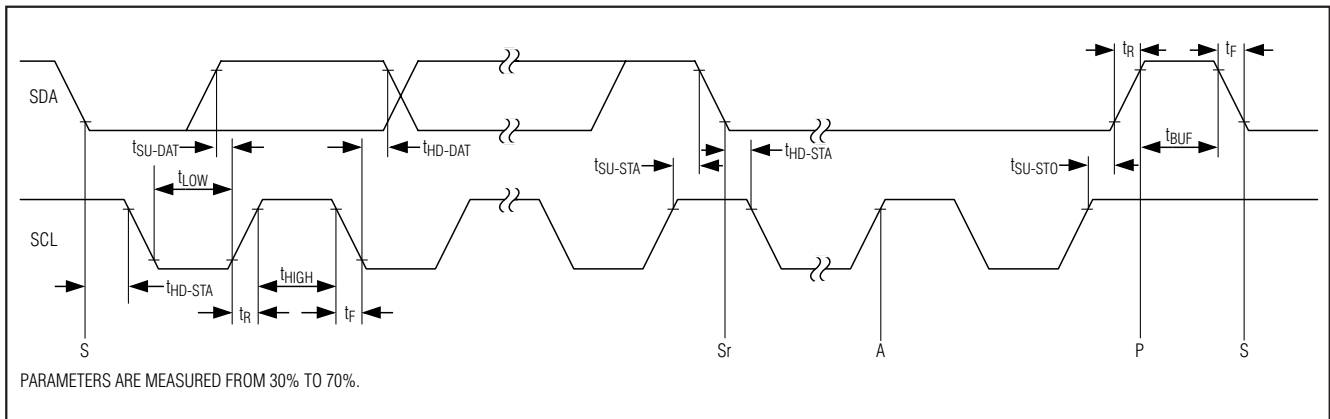 tR
tF
SDA
tBUF
tSU-DAT
tHD-DAT
tSU-STA
tHD-STA
tSU-STO
tLOW
SCL
tHIGH
tHD-STA
tR
tF
S
Sr
A
P
S
PARAMETERS ARE MEASURED FROM 30% TO 70%.